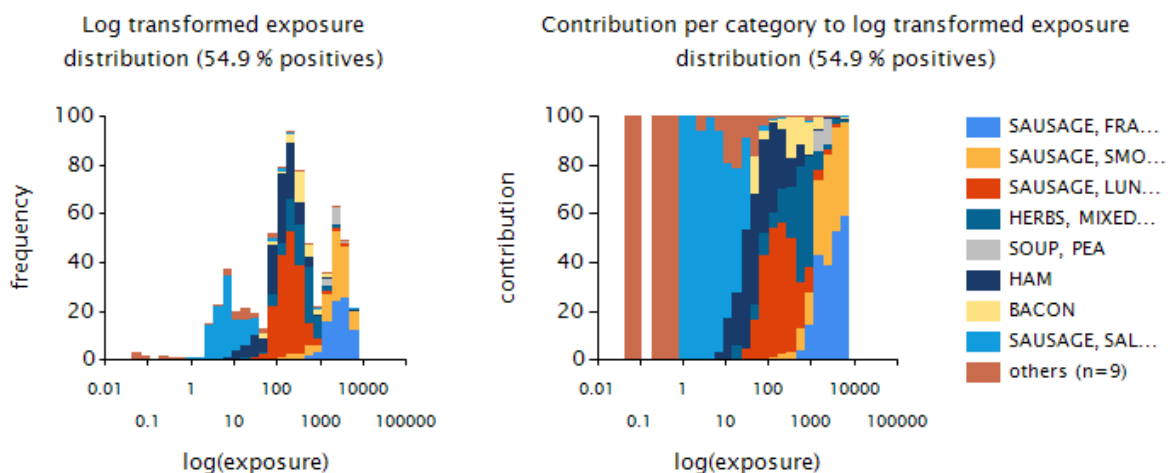 Log transformed exposure
distribution (54.9 % positives)
100
80
60
40
20
0
frequency
0.01
1
100
10000
0.1
10
1000
100000
log(exposure)
Contribution per category to log transformed exposure
distribution (54.9 % positives)
100
80
60
40
20
0
contribution
0.01
1
100
10000
0.1
10
1000
100000
log(exposure)
SAUSAGE, FRA...
SAUSAGE, SMO...
SAUSAGE, LUN...
HERBS, MIXED...
SOUP, PEA
HAM
BACON
SAUSAGE, SAL...
others (n=9)